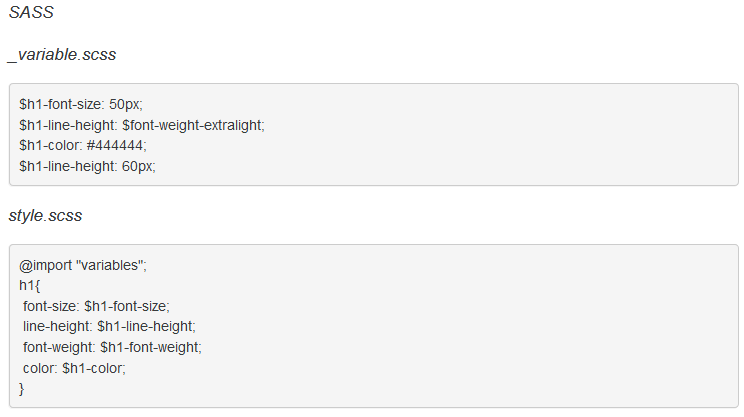 SASS
_variable.scss
$h1-font-size: 50px;
$h1-line-height: $font-weight-extralight;
$h1-color: #444444;
$h1-line-height: 60px;
style.scss
@import "variables";
h1{
font-size: $h1-font-size;
line-height: $h1-line-height;
font-weight: $h1-font-weight;
color: $h1-color;
}